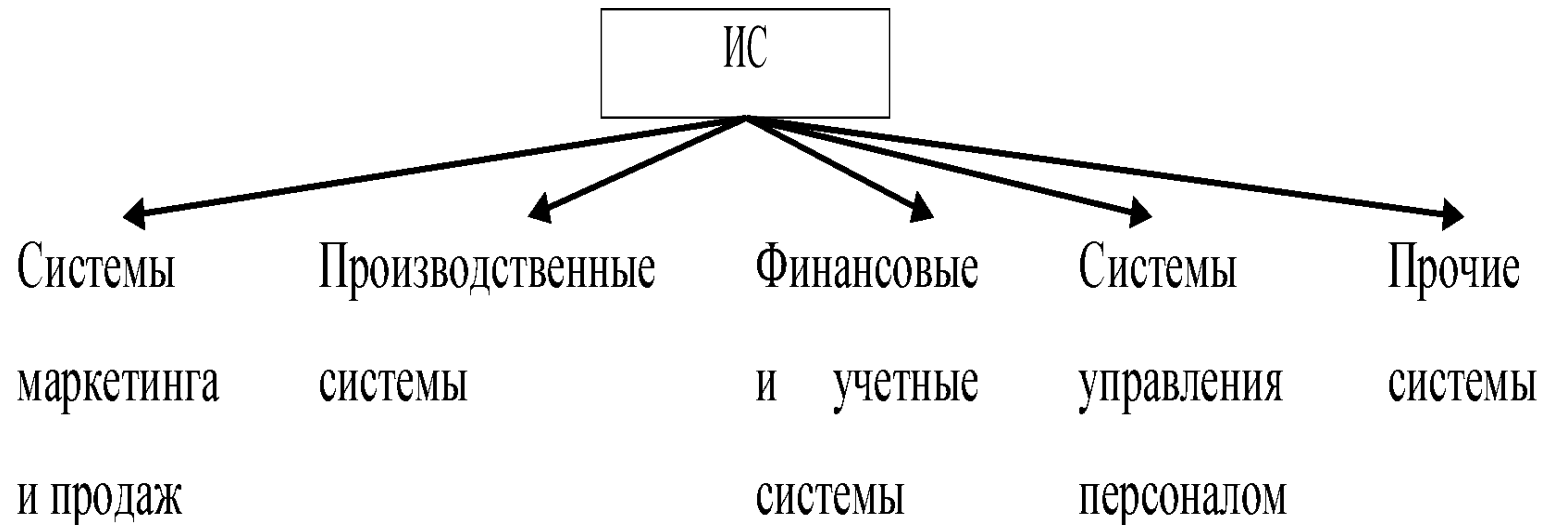 ИС
Системы
маркетинга
и продаж
Производственные
системы
Финансовые
и учетные
системы
Системы
управления
персоналом
Прочие
системы